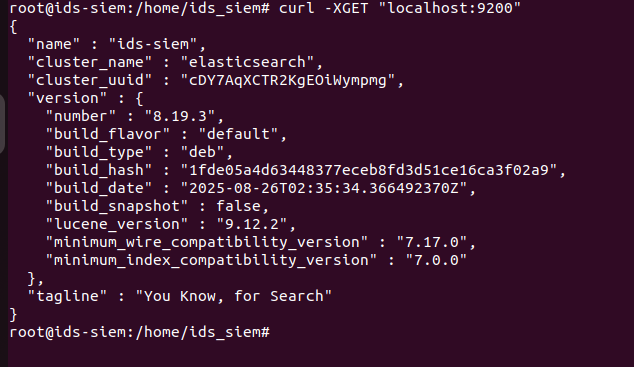 root@ids-siem:/home/ids_siem# curl -XGET "localhost:9200"
{
  "name" : "ids-siem",
  "cluster_name" : "elasticsearch",
  "cluster_uuid" : "cDY7AqXCTR2KgEOiWympmg",
  "version" : {
    "number" : "8.19.3",
    "build_flavor" : "default",
    "build_type" : "deb",
    "build_hash" : "1fde05a4d63448377eceb8fd3d51ce16ca3f02a9",
    "build_date" : "2025-08-26T02:35:34.366492370Z",
    "build_snapshot" : false,
    "lucene_version" : "9.12.2",
    "minimum_wire_compatibility_version" : "7.17.0",
    "minimum_index_compatibility_version" : "7.0.0"
  },
  "tagline" : "You Know, for Search"
}
root@ids-siem:/home/ids_siem#